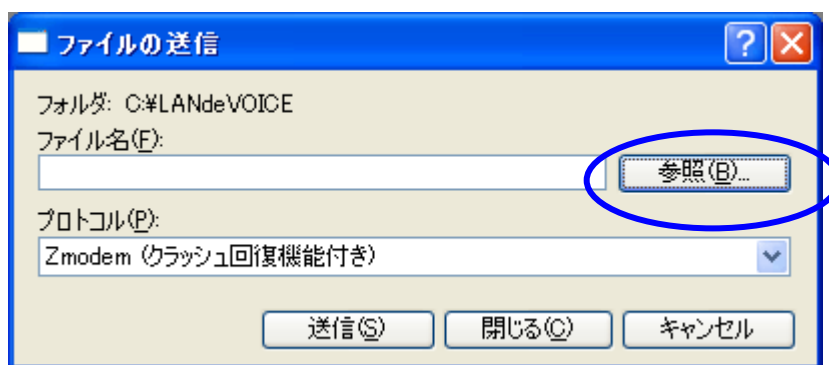 ファイルの送信
フォルダ: C:¥LANdeVOICE
ファイル名(F):
参照(B)...
プロトコル(P):
Zmodem (クラッシュ回復機能付き)
送信(S) 閉じる(C) キャンセル